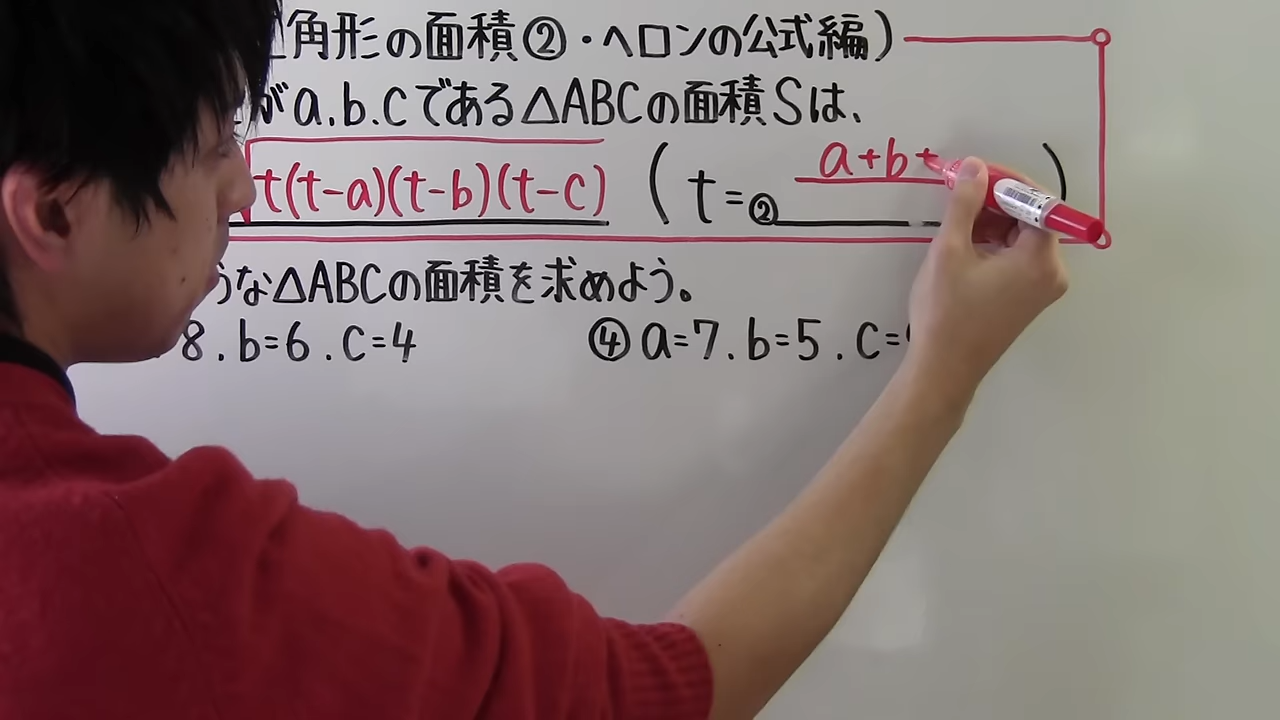 角形の面積②・ヘロンの公式編)
がa.b.cである△ABCの面積Sは、
√t(t-a)(t-b)(t-c) (t=② a+b+ )
うな△ABCの面積を求めよう。
8.b=6.c=4 ④a=7.b=5.c=